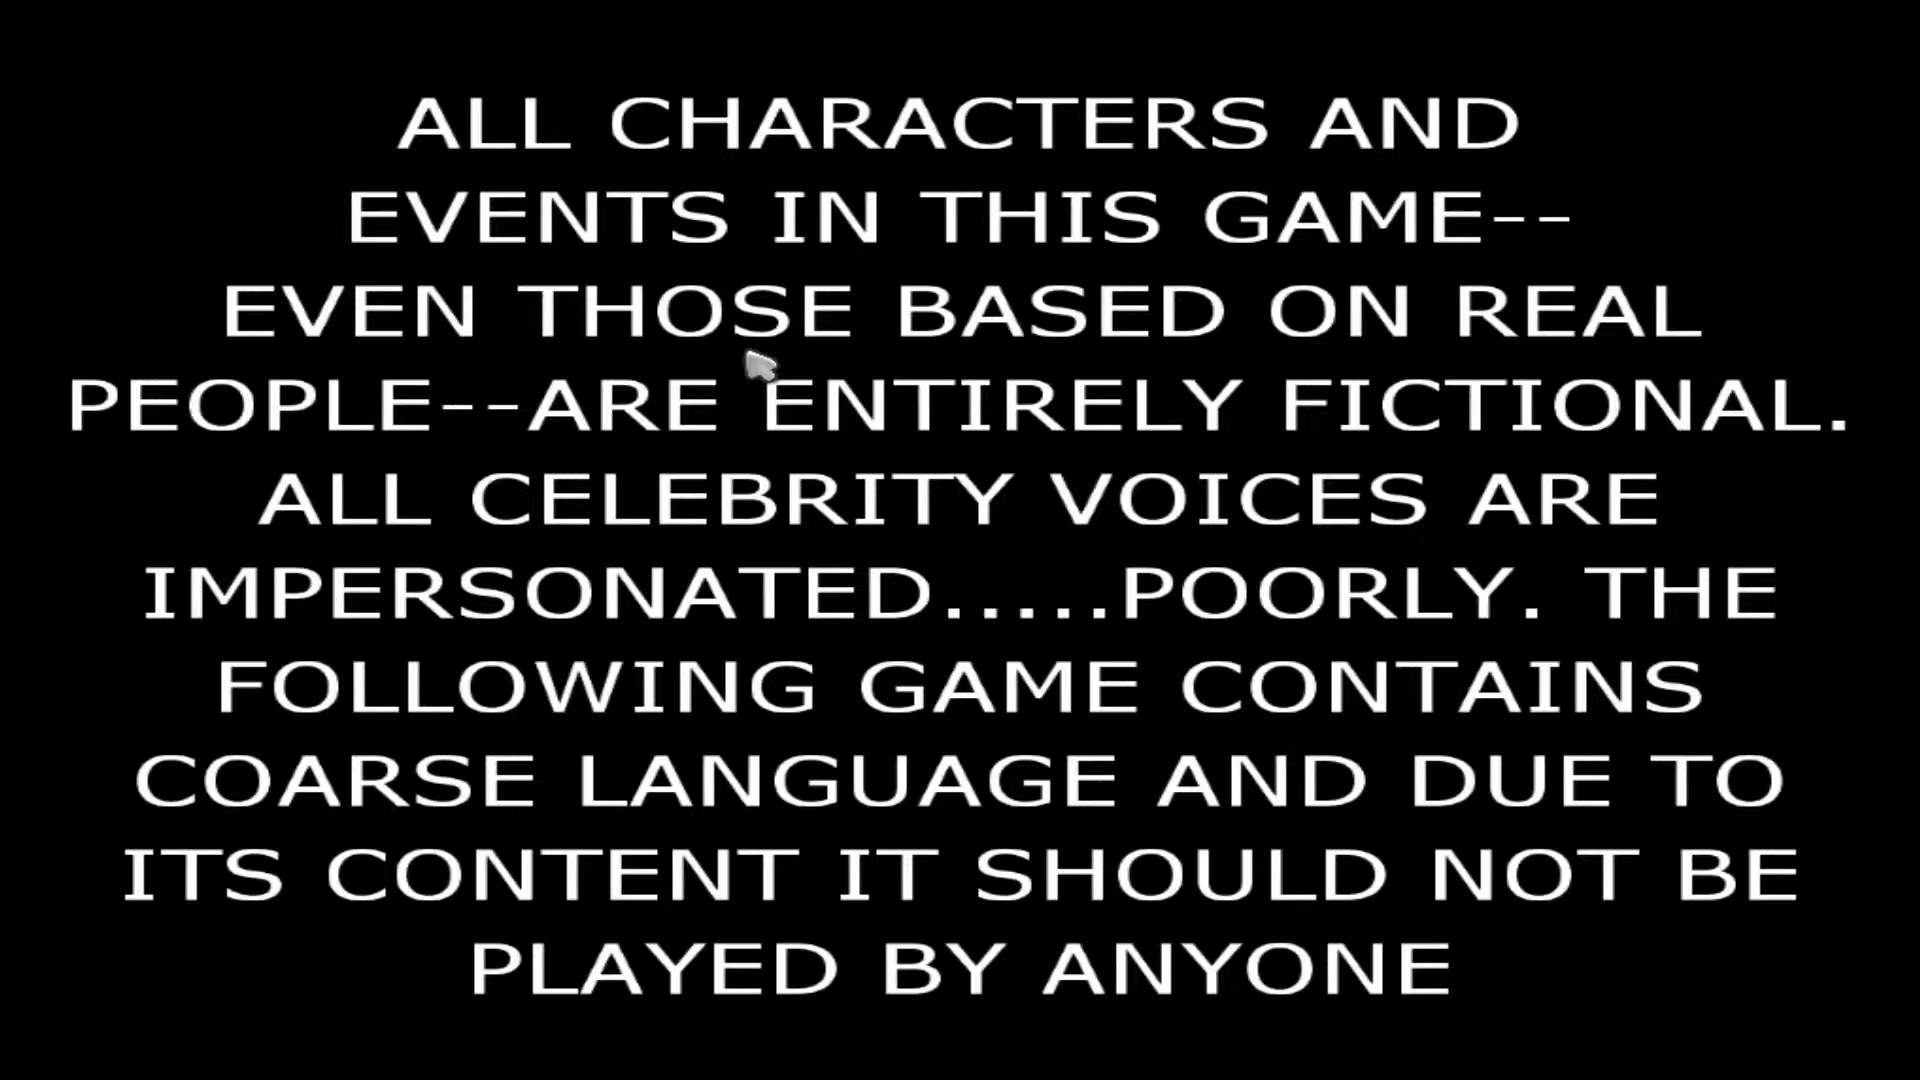 ALL CHARACTERS AND
EVENTS IN THIS GAME--
EVEN THOSE BASED ON REAL
PEOPLE--ARE ENTIRELY FICTIONAL.
ALL CELEBRITY VOICES ARE
IMPERSONATED.....POORLY. THE
FOLLOWING GAME CONTAINS
COARSE LANGUAGE AND DUE TO
ITS CONTENT IT SHOULD NOT BE
PLAYED BY ANYONE